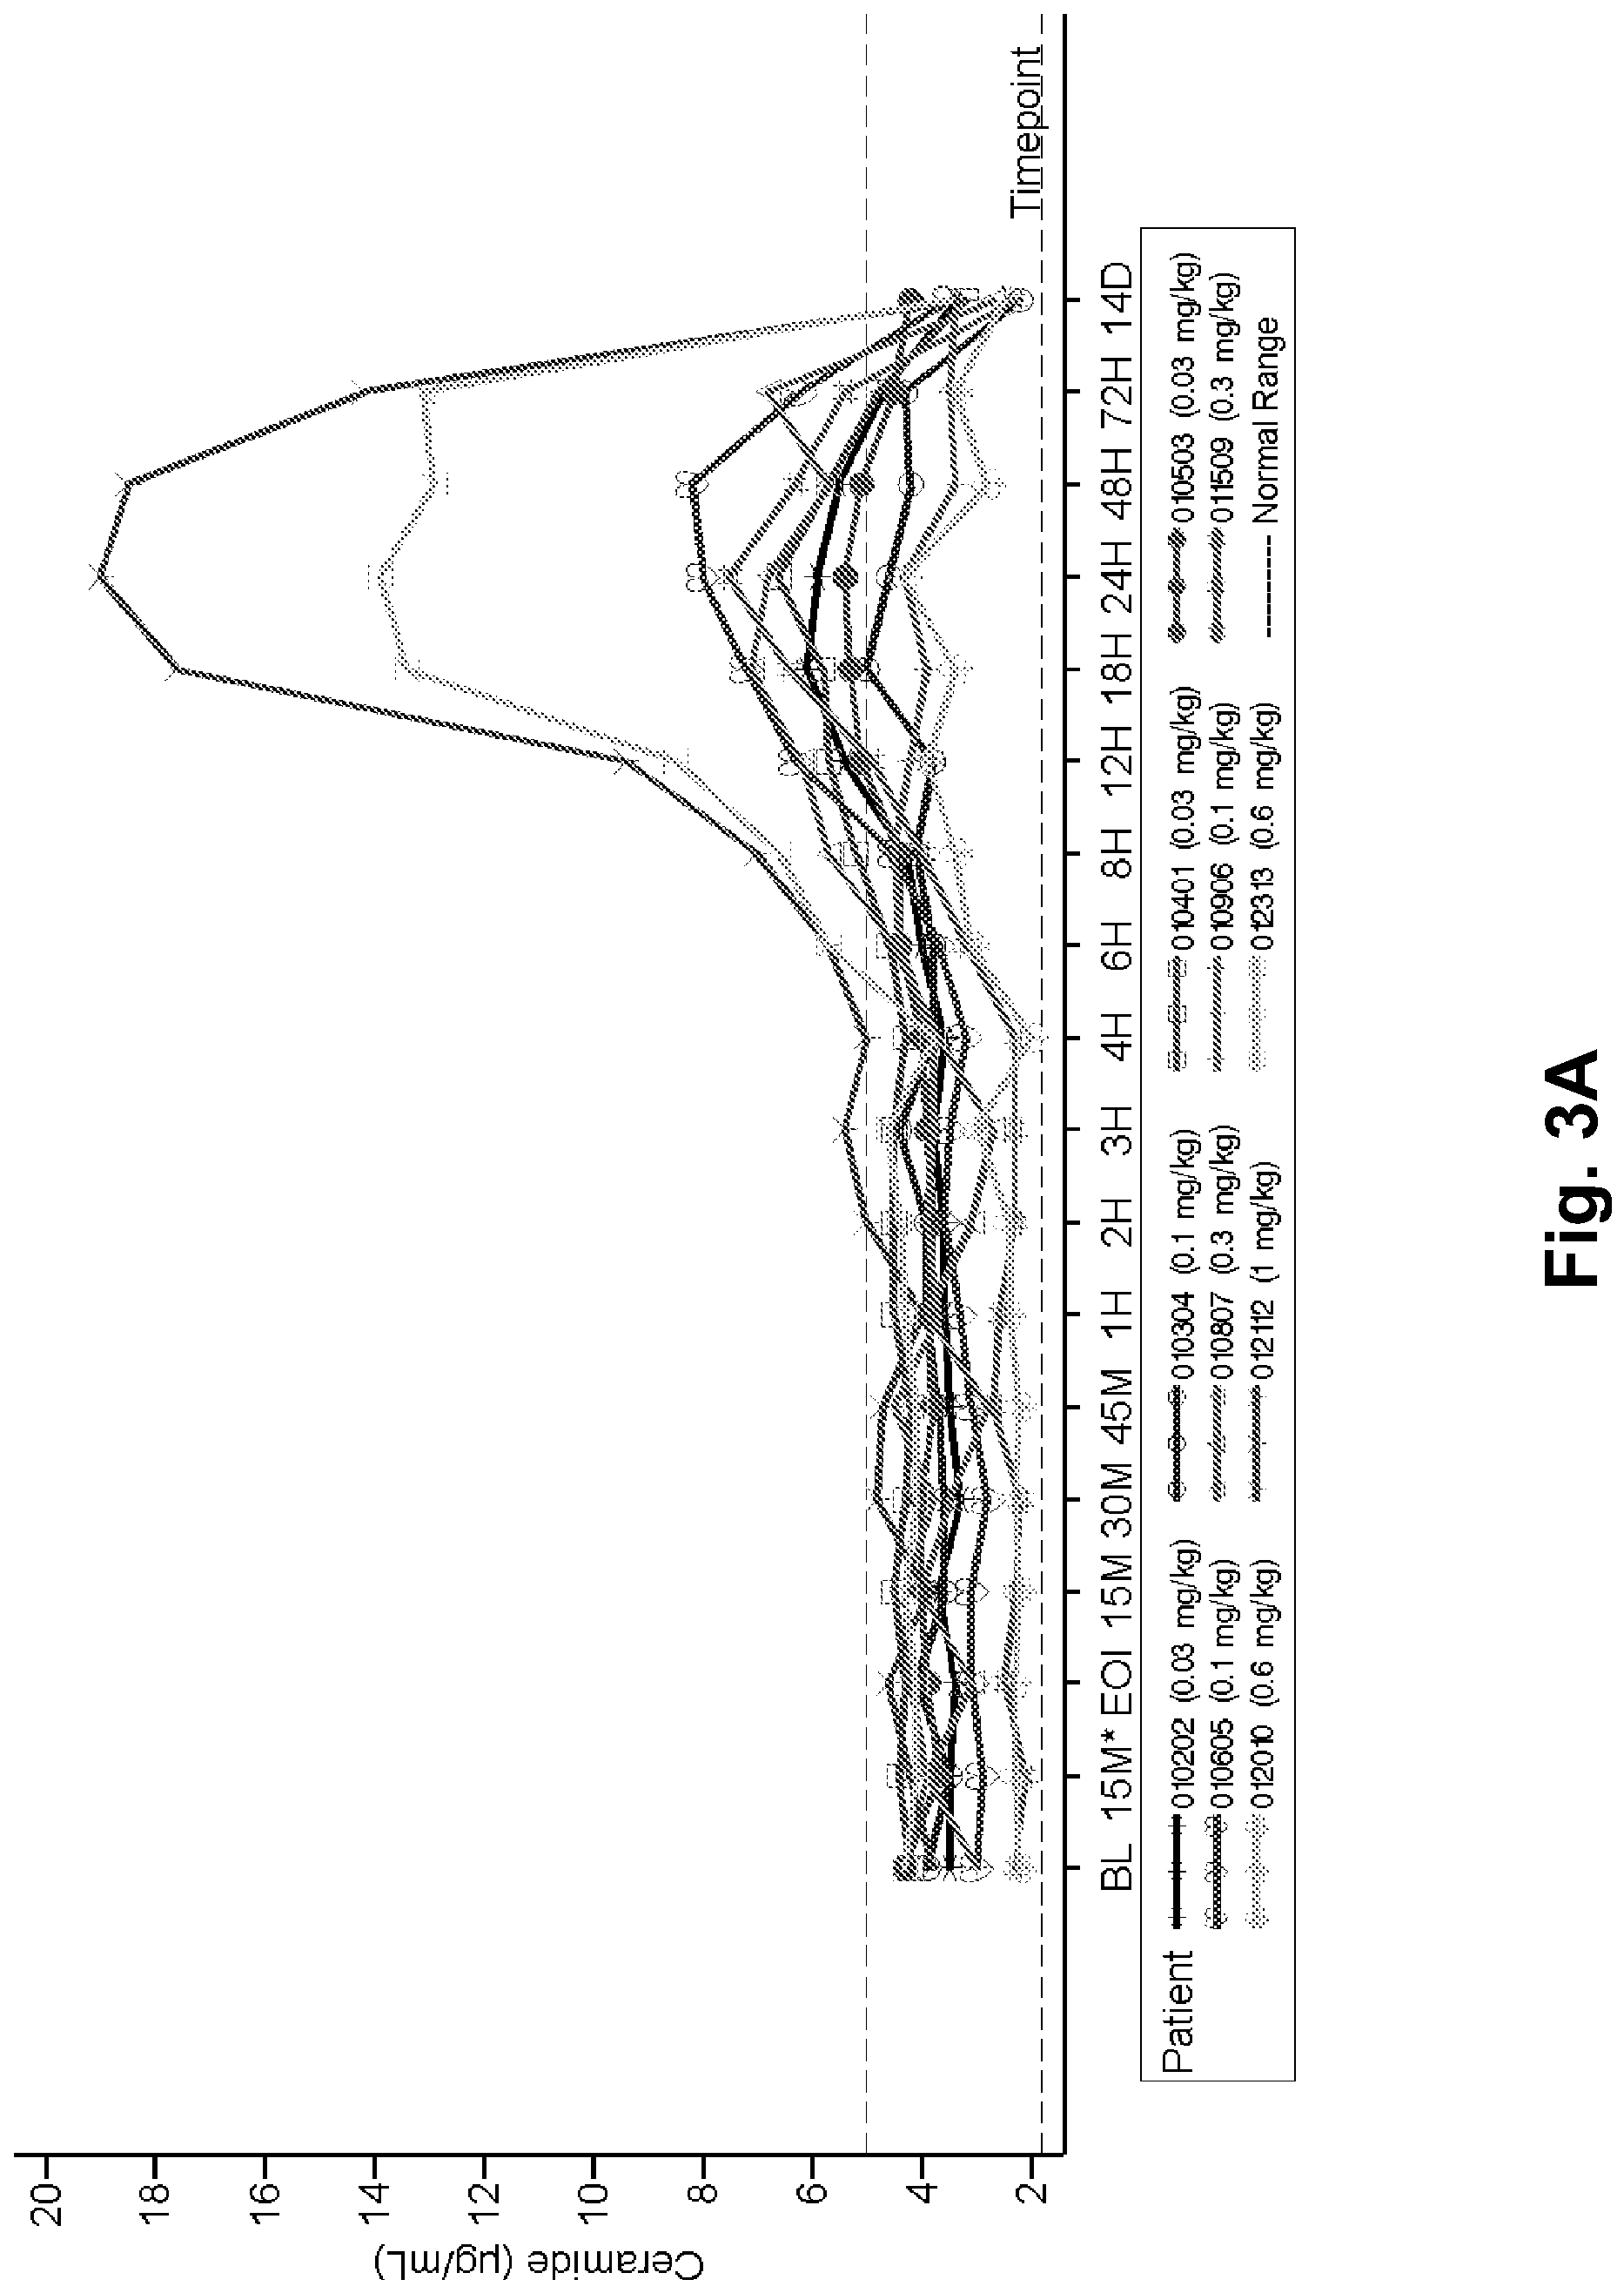 Ceramide (µg/mL)
20
18
16
14
12
10
8
6
4
2
Timepoint
BL 15M* EOI 15M 30M 45M 1H 2H 3H 4H 6H 8H 12H 18H 24H 48H 72H 14D
Patient
010202 (0.03 mg/kg) 010304 (0.1 mg/kg) 010401 (0.03 mg/kg) 010503 (0.03 mg/kg)
010605 (0.1 mg/kg) 010807 (0.3 mg/kg) 010906 (0.1 mg/kg) 011509 (0.3 mg/kg)
012010 (0.6 mg/kg) 012112 (1 mg/kg) 012313 (0.6 mg/kg) Normal Range
Fig. 3A